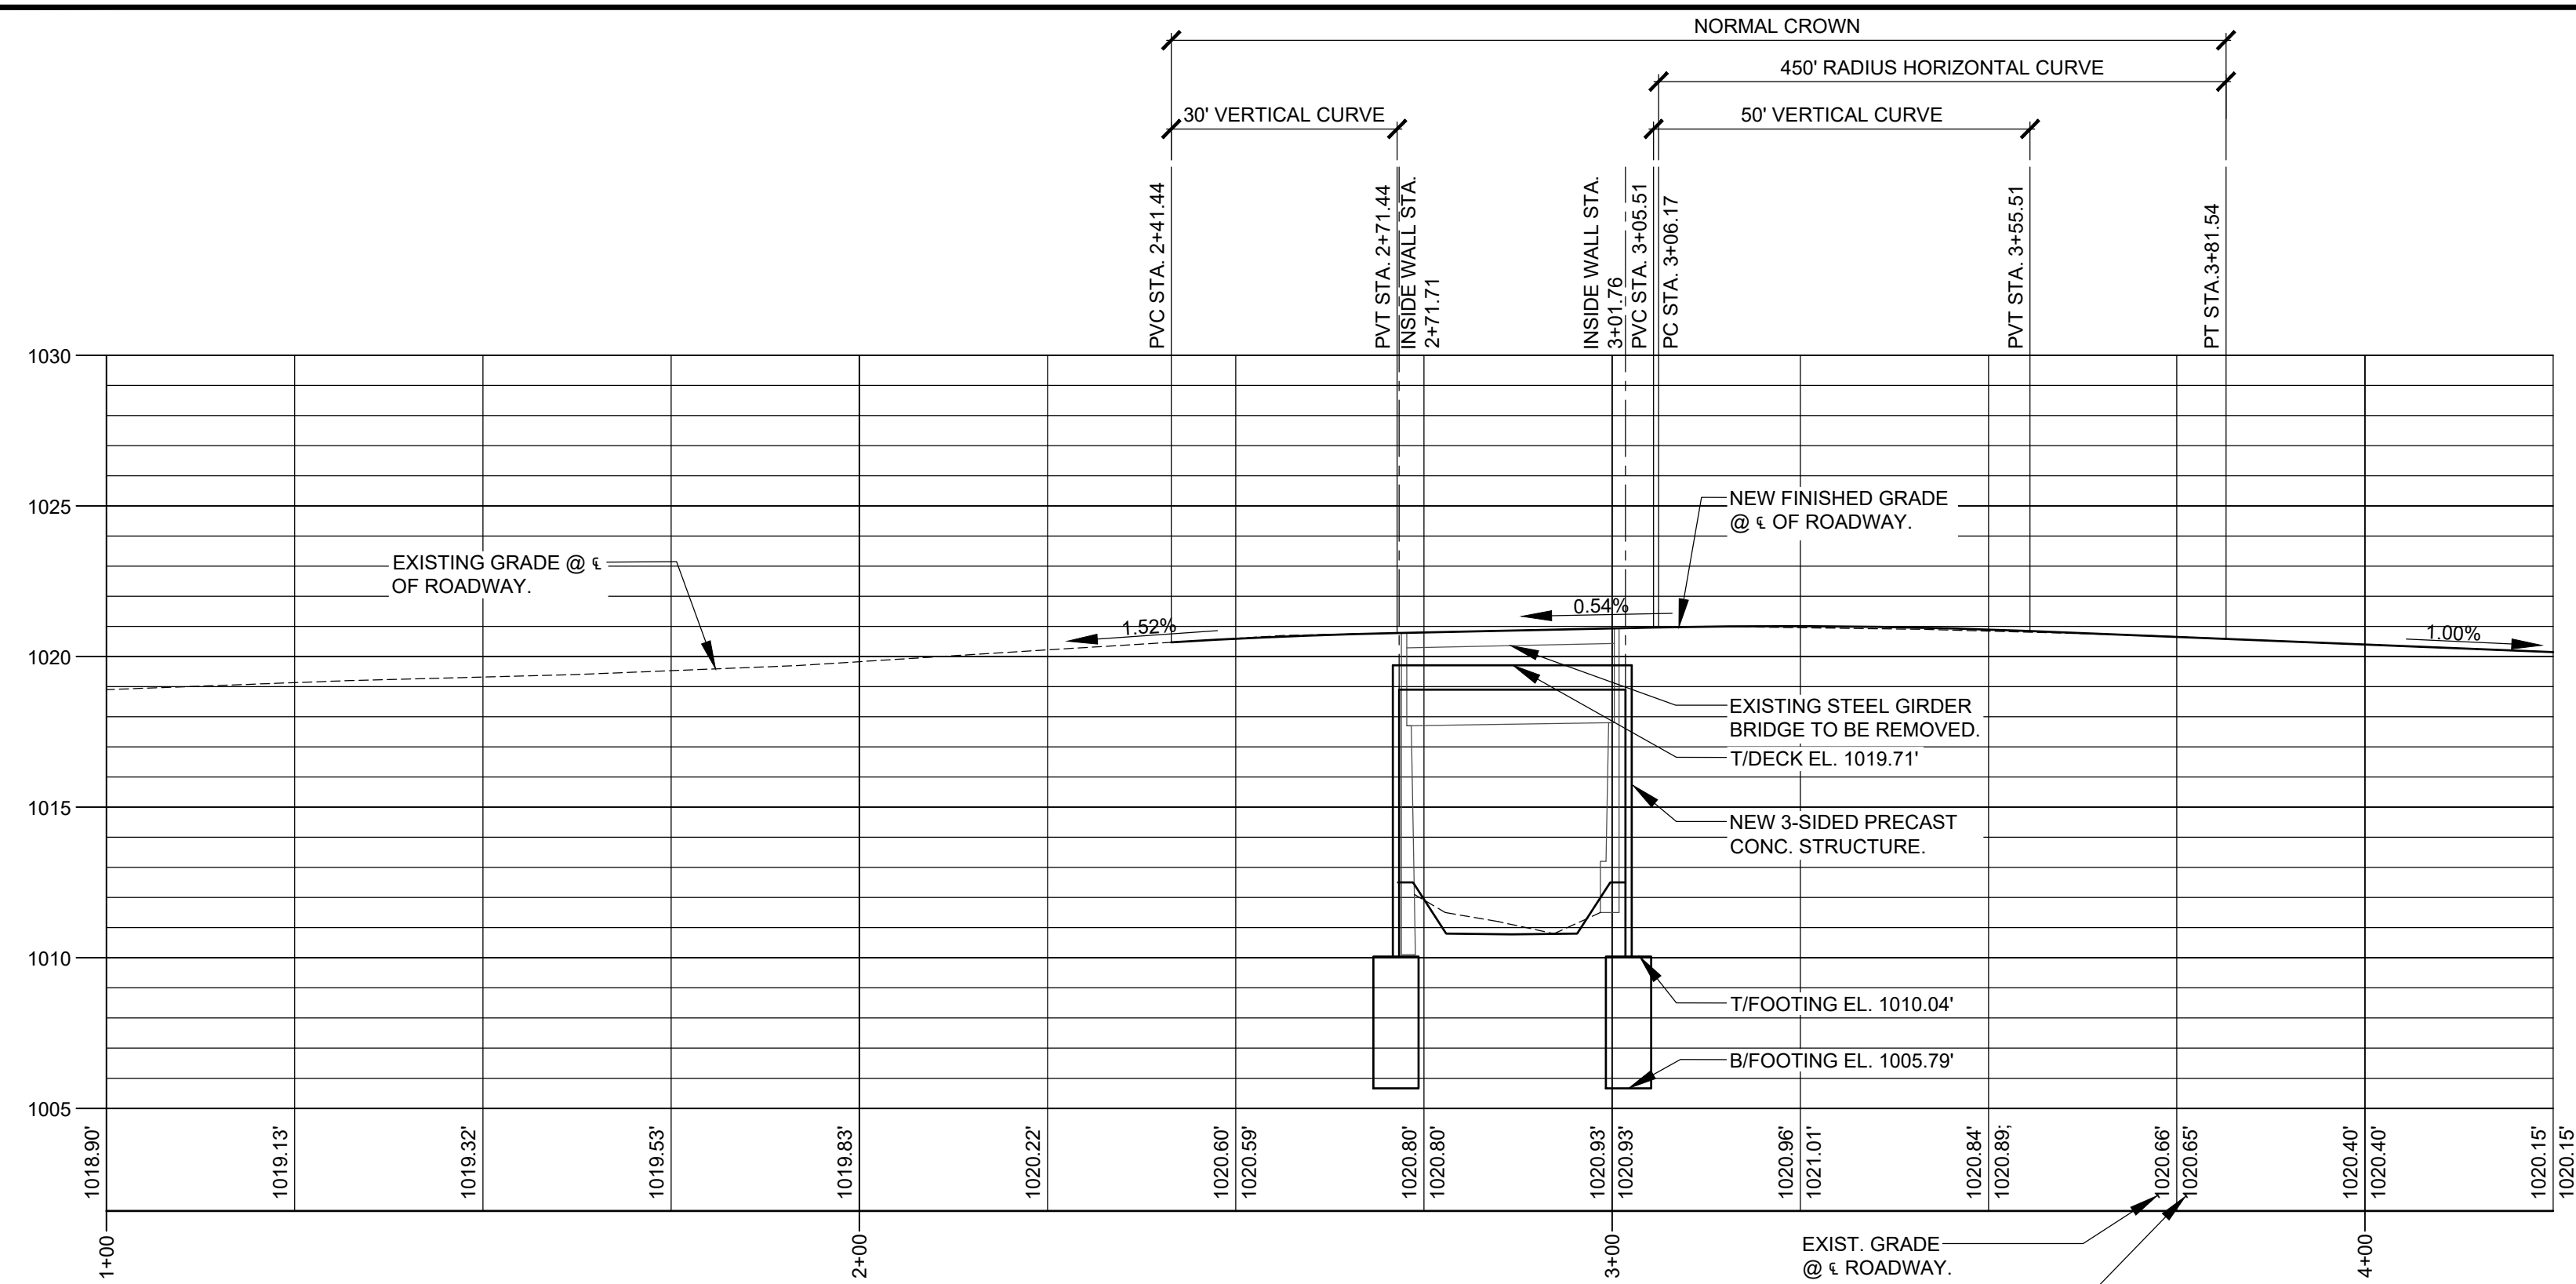 NORMAL CROWN
450' RADIUS HORIZONTAL CURVE
30' VERTICAL CURVE
50' VERTICAL CURVE
PVC STA. 2+41.44
PVT STA. 2+71.44
INSIDE WALL STA.
2+71.71
INSIDE WALL STA.
3+01.76
PVC STA. 3+05.51
PC STA. 3+06.17
PVT STA. 3+55.51
PT STA.3+81.54
1030
1025
1020
1015
1010
1005
EXISTING GRADE @ ℄
OF ROADWAY.
NEW FINISHED GRADE
@ ℄ OF ROADWAY.
1.52%
0.54%
1.00%
EXISTING STEEL GIRDER
BRIDGE TO BE REMOVED.
T/DECK EL. 1019.71'
NEW 3-SIDED PRECAST
CONC. STRUCTURE.
T/FOOTING EL. 1010.04'
B/FOOTING EL. 1005.79'
1018.90'
1019.13'
1019.32'
1019.53'
1019.83'
1020.22'
1020.60'
1020.59'
1020.80'
1020.80'
1020.93'
1020.93'
1020.96'
1021.01'
1020.84'
1020.89;
1020.66'
1020.65'
1020.40'
1020.40'
1020.15'
1020.15'
1+00
2+00
3+00
4+00
EXIST. GRADE
@ ℄ ROADWAY.